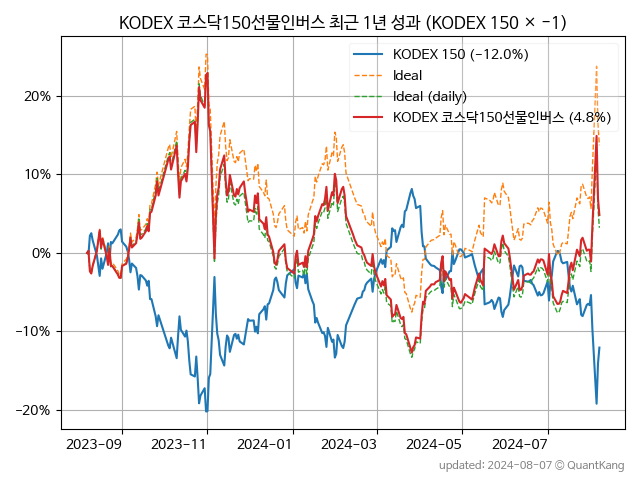 KODEX 코스닥150선물인버스 최근 1년 성과 (KODEX 150 × −1)
KODEX 150 (−12.0%)
Ideal
Ideal (daily)
KODEX 코스닥150선물인버스 (4.8%)
20%
10%
0%
−10%
−20%
2023-09
2023-11
2024-01
2024-03
2024-05
2024-07
updated: 2024-08-07 © QuantKang